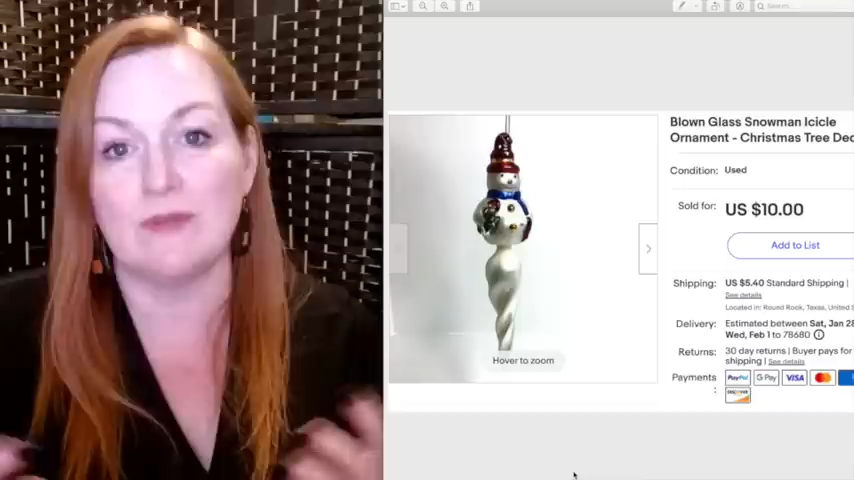 Search
Blown Glass Snowman Icicle
Ornament - Christmas Tree Dec
Condition: Used
Sold for: US $10.00
Add to List
Shipping: US $5.40 Standard Shipping |
See details
Located in: Round Rock, Texas, United S
Delivery: Estimated between Sat, Jan 28
Wed, Feb 1 to 78680
Returns: 30 day returns | Buyer pays for
shipping | See details
Payments
:
PayPal G Pay VISA
DISCOVER
Hover to zoom